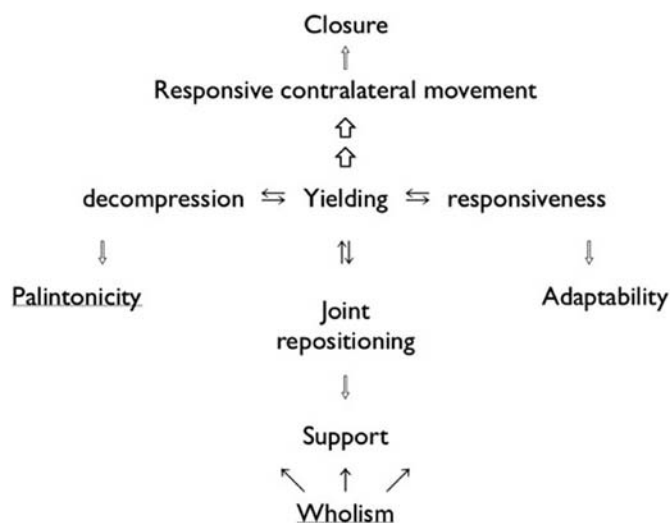 Closure
Responsive contralateral movement
decompression Yielding responsiveness
Palintonicity Adaptability
Joint
repositioning
Support
Wholism